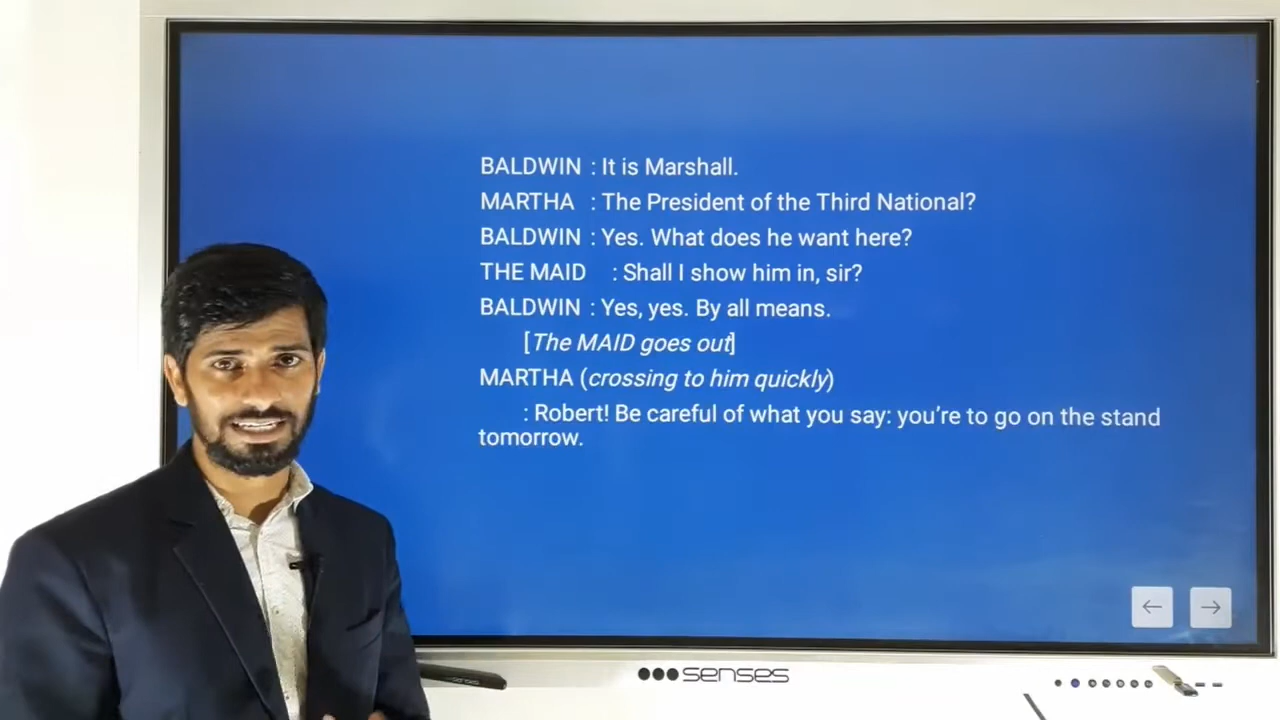 BALDWIN : It is Marshall.
MARTHA : The President of the Third National?
BALDWIN : Yes. What does he want here?
THE MAID : Shall I show him in, sir?
BALDWIN : Yes, yes. By all means.
[The MAID goes out]
MARTHA (crossing to him quickly)
: Robert! Be careful of what you say: you’re to go on the stand
tomorrow.
senses